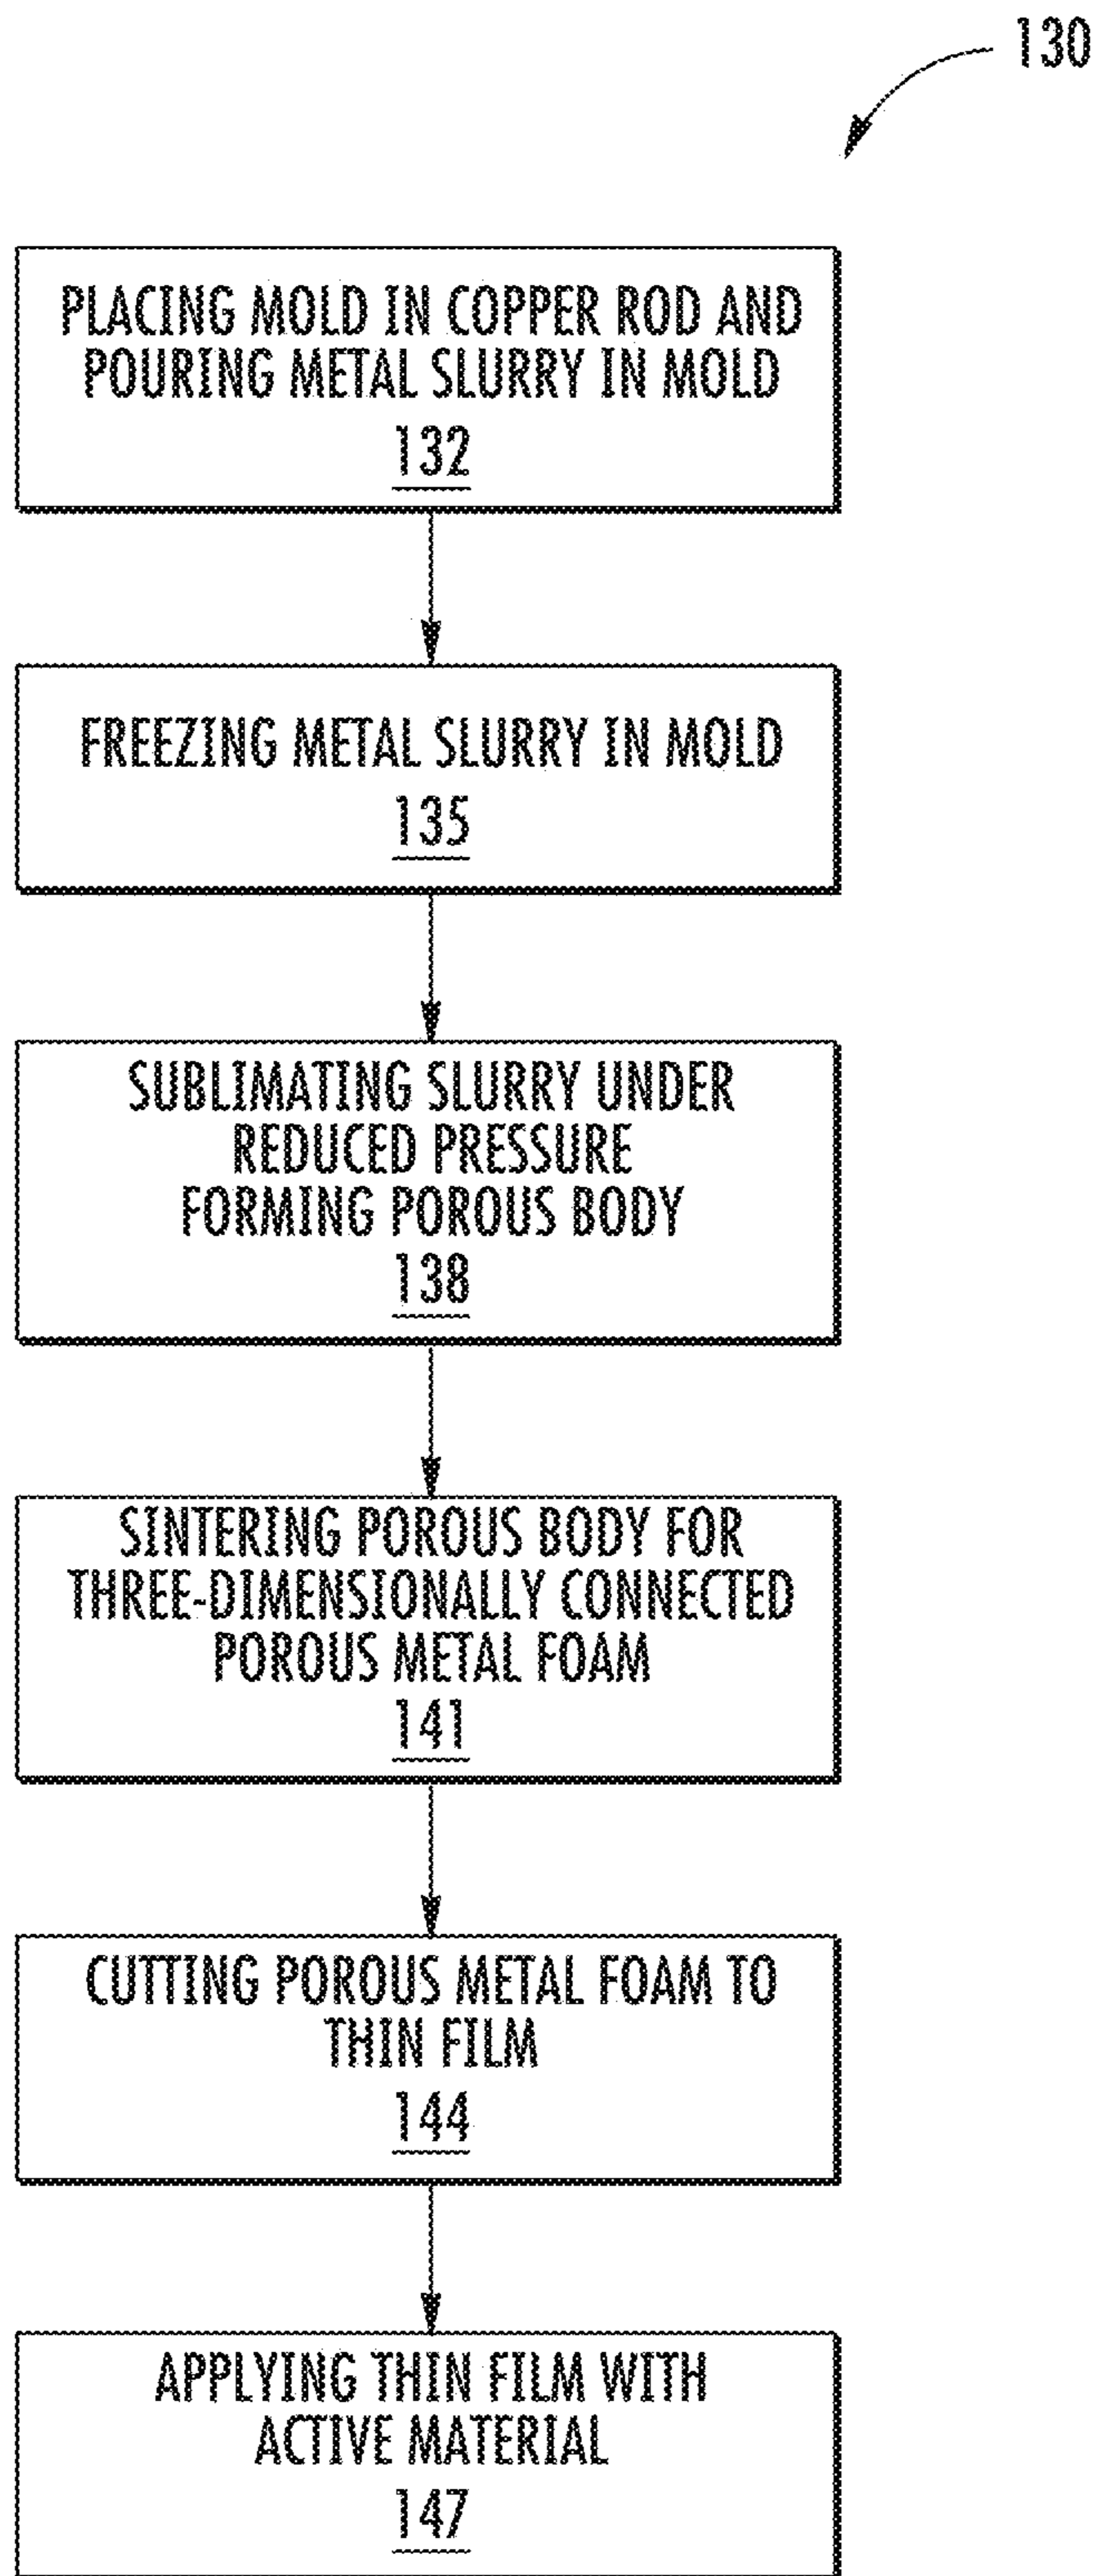 130
PLACING MOLD IN COPPER ROD AND
POURING METAL SLURRY IN MOLD
132
FREEZING METAL SLURRY IN MOLD
135
SUBLIMATING SLURRY UNDER
REDUCED PRESSURE
FORMING POROUS BODY
138
SINTERING POROUS BODY FOR
THREE-DIMENSIONALLY CONNECTED
POROUS METAL FOAM
141
CUTTING POROUS METAL FOAM TO
THIN FILM
144
APPLYING THIN FILM WITH
ACTIVE MATERIAL
147